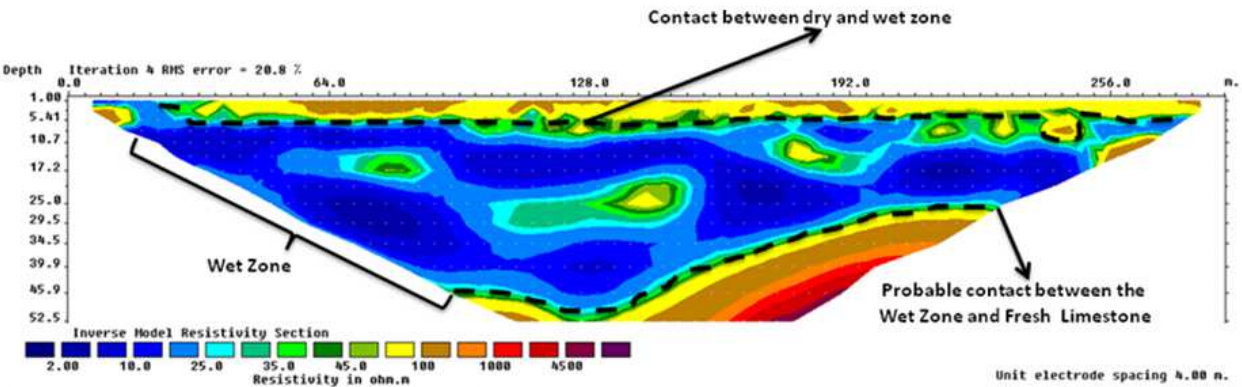 Contact between dry and wet zone
Depth Iteration 4 RMS error = 20.8 %
0.0 64.0 128.0 192.0 256.0 m.
1.00
5.41
10.7
17.2
25.0
29.5
34.5
39.9
45.9
52.5
Wet Zone
Probable contact between the
Wet Zone and Fresh Limestone
Inverse Model Resistivity Section
2.00 10.0 25.0 35.0 45.0 100 1000 4500
Resistivity in ohm.m
Unit electrode spacing 4.00 m.